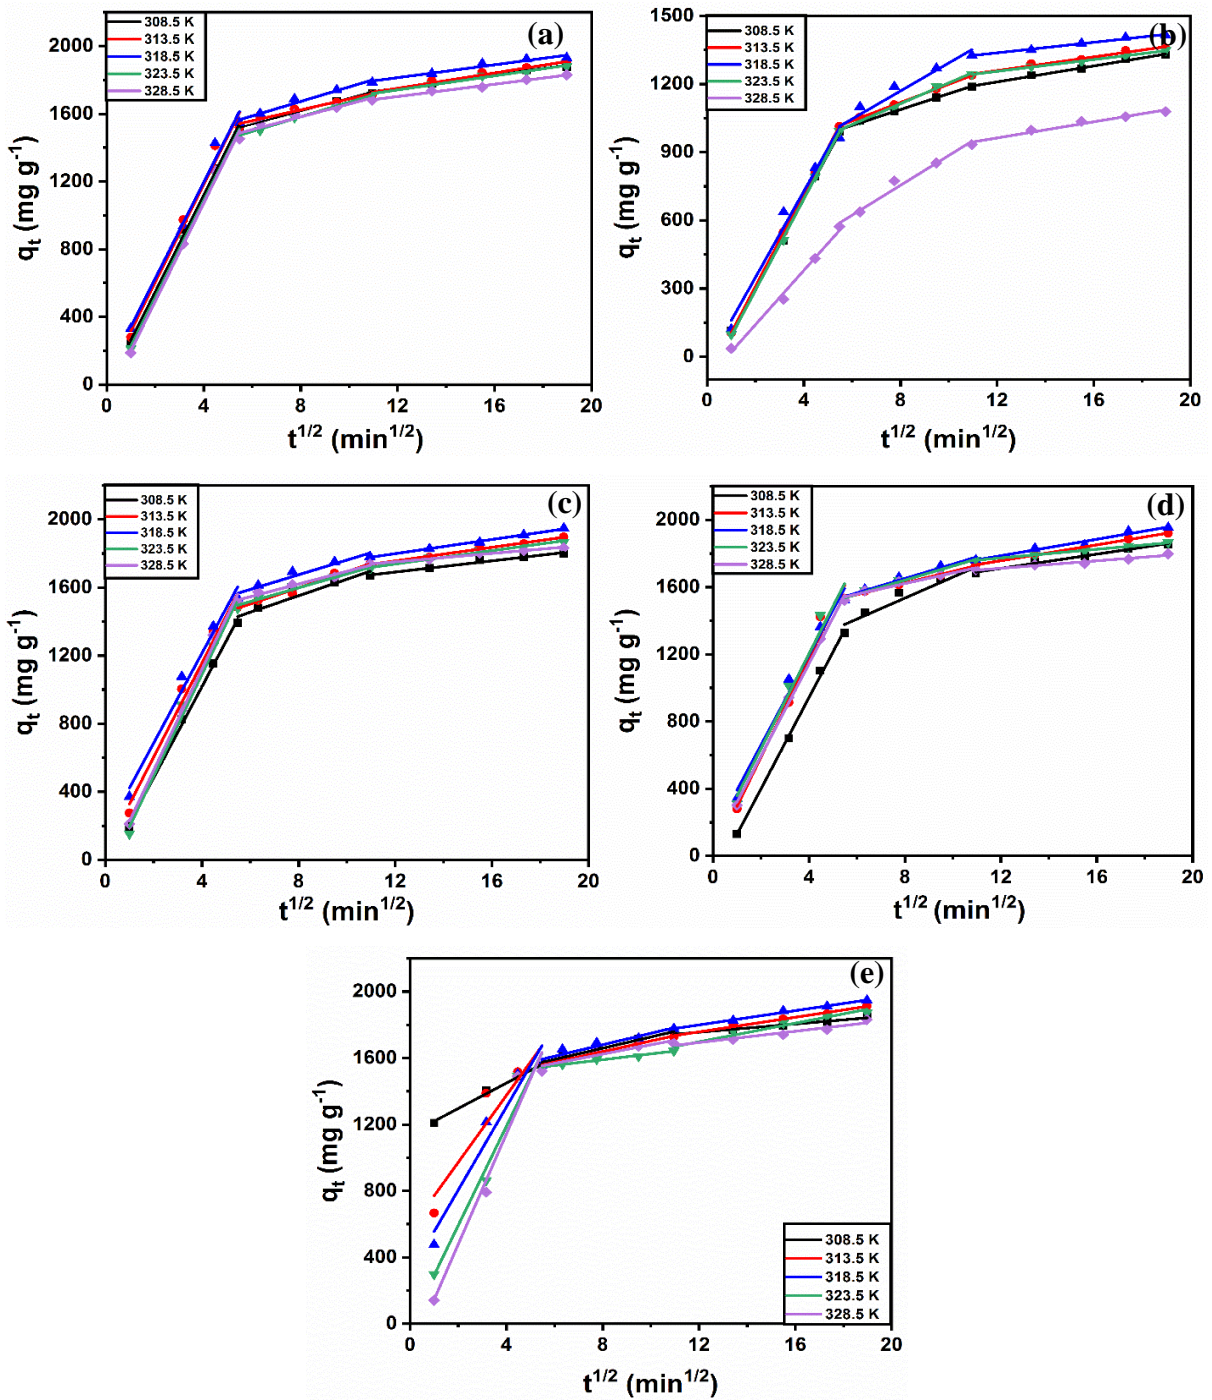 (a)
308.5 K
313.5 K
318.5 K
323.5 K
328.5 K
2000
1600
1200
800
400
0
q_t (mg g^-1)
0 4 8 12 16 20
t^1/2 (min^1/2)
(b)
308.5 K
313.5 K
318.5 K
323.5 K
328.5 K
1500
1200
900
600
300
0
q_t (mg g^-1)
0 4 8 12 16 20
t^1/2 (min^1/2)
(c)
308.5 K
313.5 K
318.5 K
323.5 K
328.5 K
2000
1600
1200
800
400
0
q_t (mg g^-1)
0 4 8 12 16 20
t^1/2 (min^1/2)
(d)
308.5 K
313.5 K
318.5 K
323.5 K
328.5 K
2000
1600
1200
800
400
0
q_t (mg g^-1)
0 4 8 12 16 20
t^1/2 (min^1/2)
(e)
2000
1600
1200
800
400
0
q_t (mg g^-1)
308.5 K
313.5 K
318.5 K
323.5 K
328.5 K
0 4 8 12 16 20
t^1/2 (min^1/2)